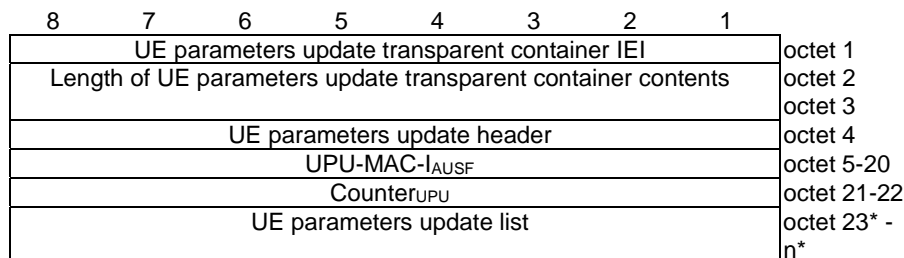 8 7 6 5 4 3 2 1
UE parameters update transparent container IEI octet 1
Length of UE parameters update transparent container contents octet 2
octet 3
UE parameters update header octet 4
UPU-MAC-IAUSF octet 5-20
CounterUPU octet 21-22
UE parameters update list octet 23* -
n*